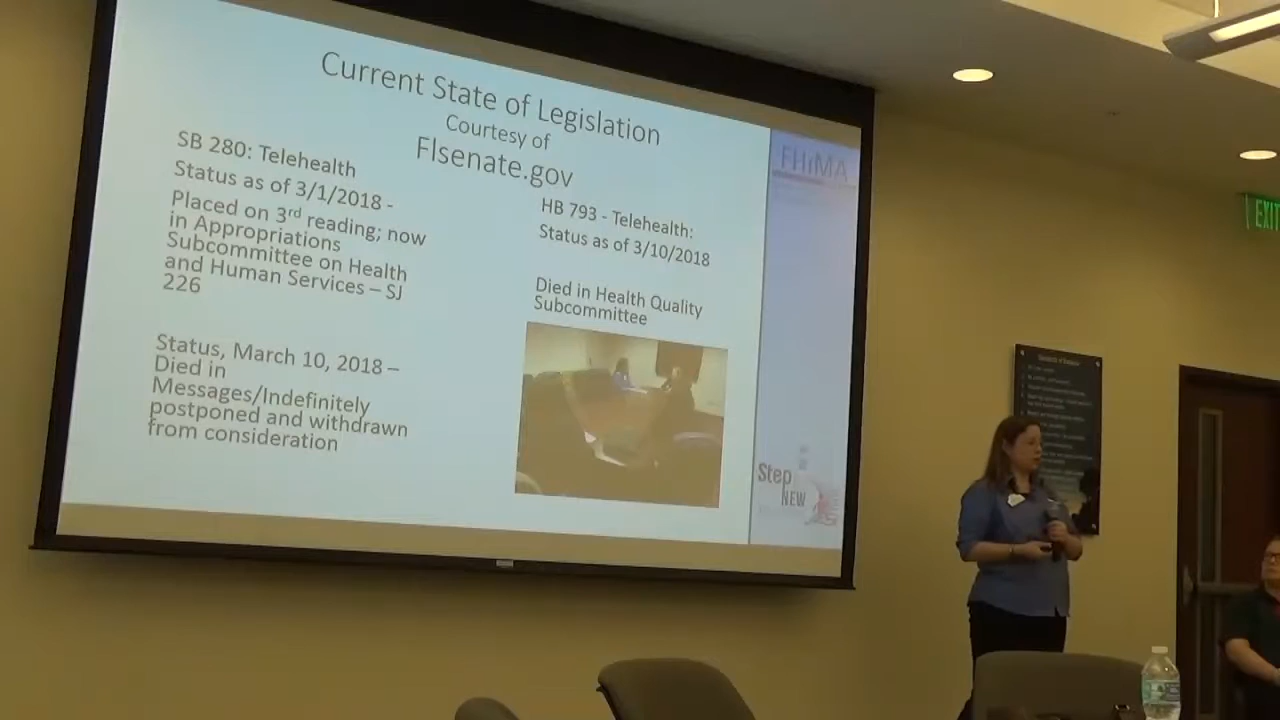 Current State of Legislation
Courtesy of
Flsenate.gov
SB 280: Telehealth
Status as of 3/1/2018 -
Placed on 3rd reading; now
in Appropriations
Subcommittee on Health
and Human Services – SJ
226
Status, March 10, 2018 –
Died in
Messages/Indefinitely
postponed and withdrawn
from consideration
HB 793 - Telehealth:
Status as of 3/10/2018
Died in Health Quality
Subcommittee
FHIMA
Step
NEW
EXIT